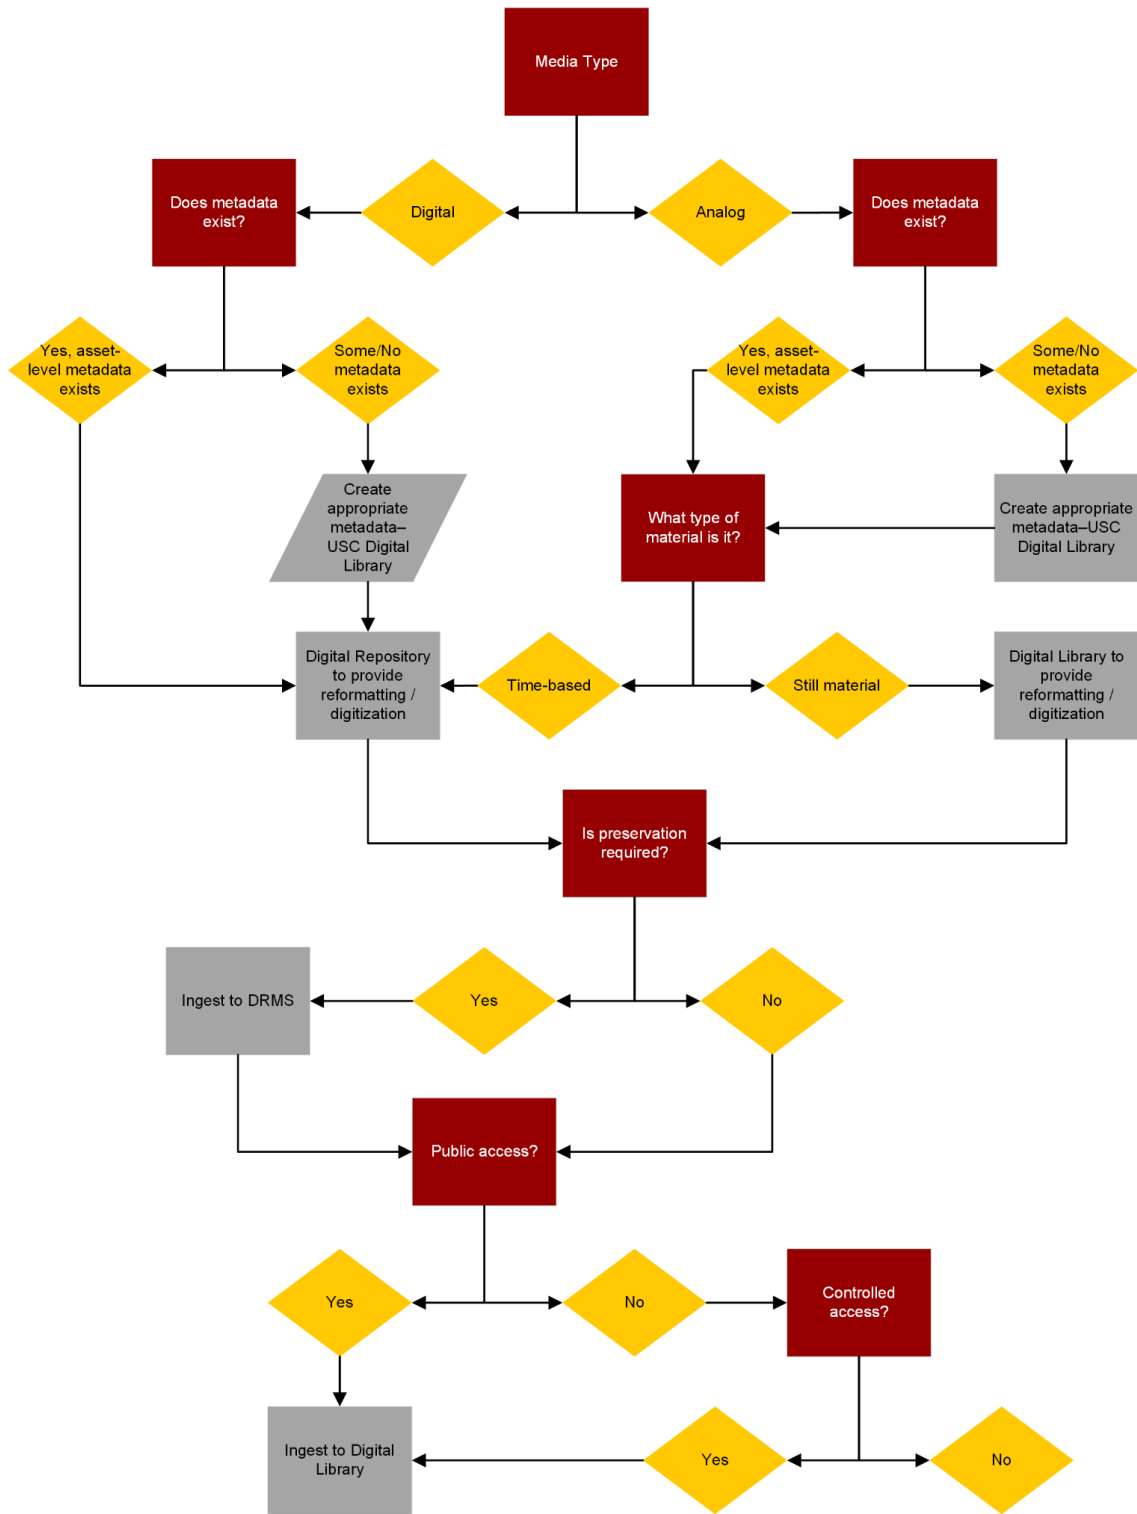 Media Type
Does metadata
exist?
Digital
Analog
Does metadata
exist?
Yes, asset-
level metadata
exists
Some/No
metadata
exists
Yes, asset-
level metadata
exists
Some/No
metadata
exists
Create
appropriate
metadata–
USC Digital
Library
What type of
material is it?
Create appropriate
metadata–USC
Digital Library
Digital Repository
to provide
reformatting /
digitization
Time-based
Still material
Digital Library to
provide
reformatting /
digitization
Is preservation
required?
Ingest to DRMS
Yes
No
Public access?
Yes
No
Controlled
access?
Ingest to Digital
Library
Yes
No